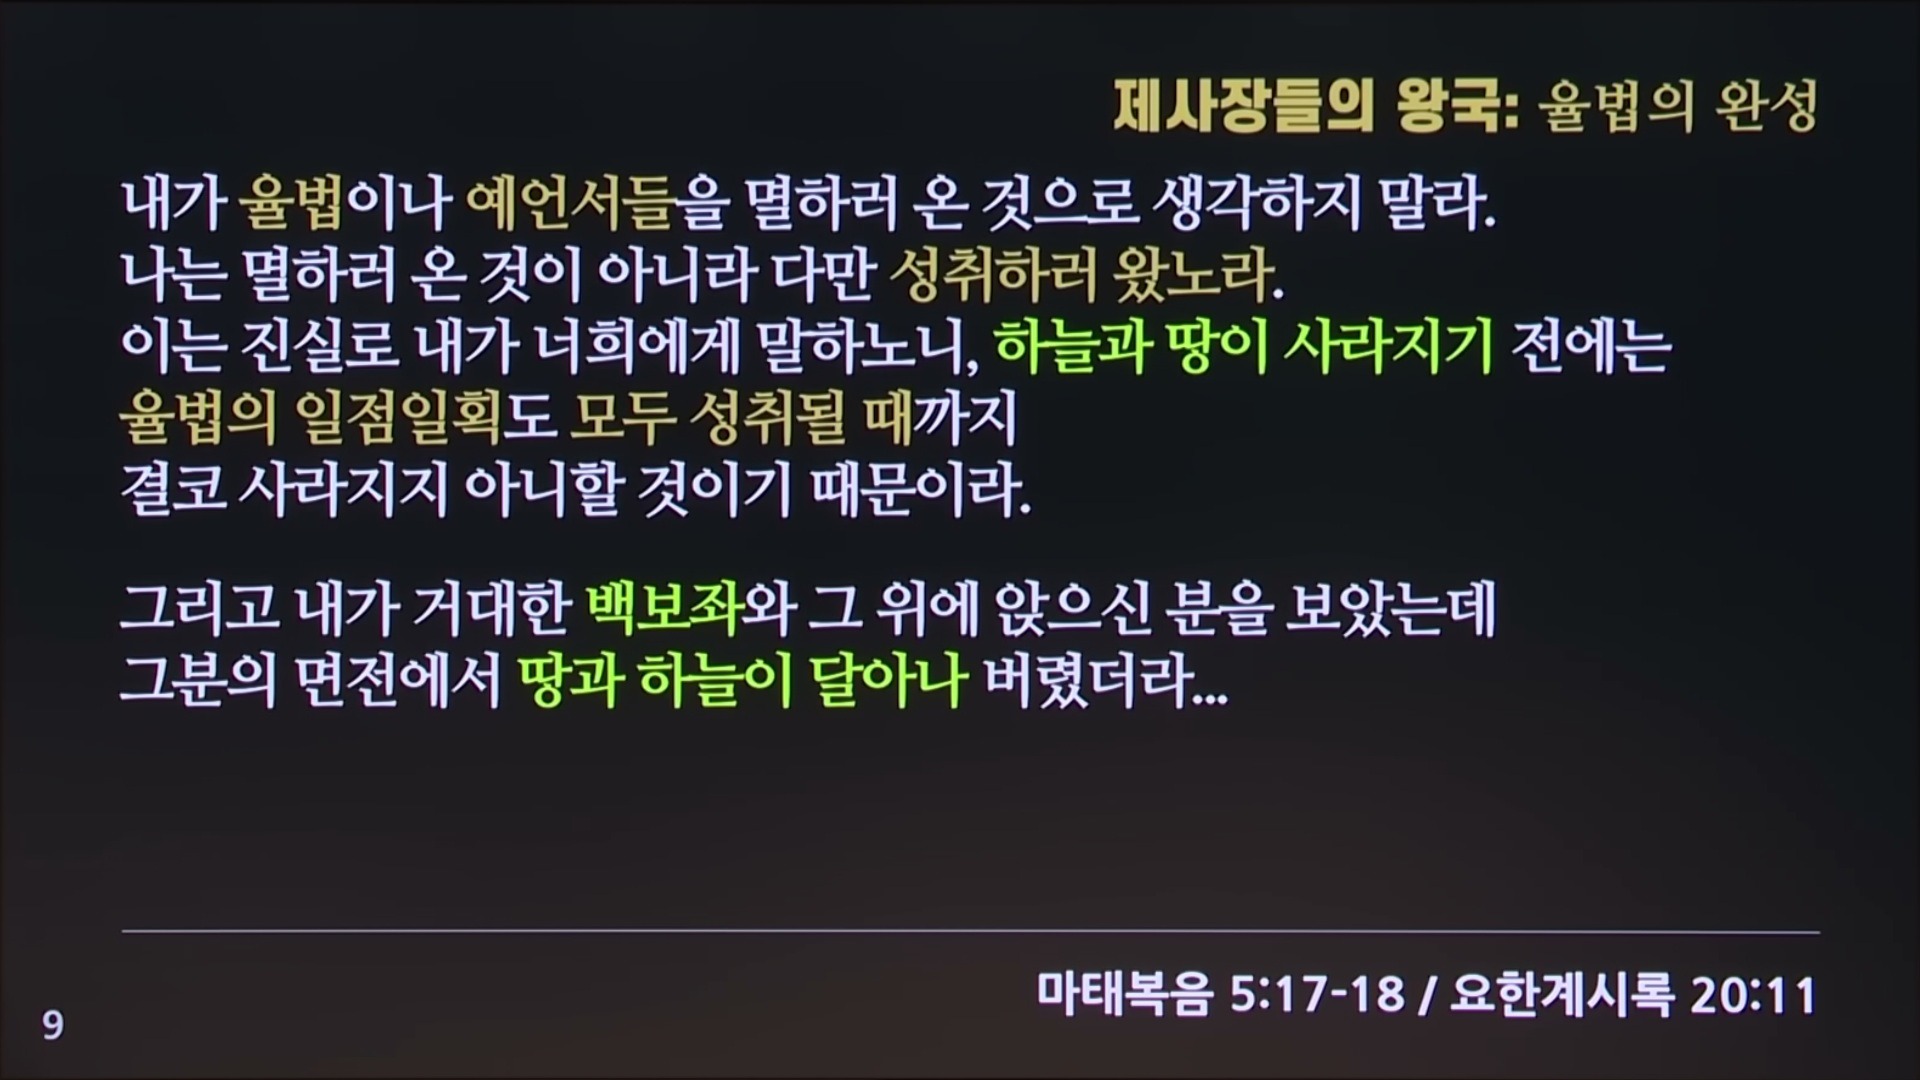 제사장들의 왕국: 율법의 완성
내가 율법이나 예언서들을 멸하러 온 것으로 생각하지 말라.
나는 멸하러 온 것이 아니라 다만 성취하러 왔노라.
이는 진실로 내가 너희에게 말하노니, 하늘과 땅이 사라지기 전에는
율법의 일점일획도 모두 성취될 때까지
결코 사라지지 아니할 것이기 때문이라.
그리고 내가 거대한 백보좌와 그 위에 앉으신 분을 보았는데
그분의 면전에서 땅과 하늘이 달아나 버렸더라...
마태복음 5:17-18 / 요한계시록 20:11
9